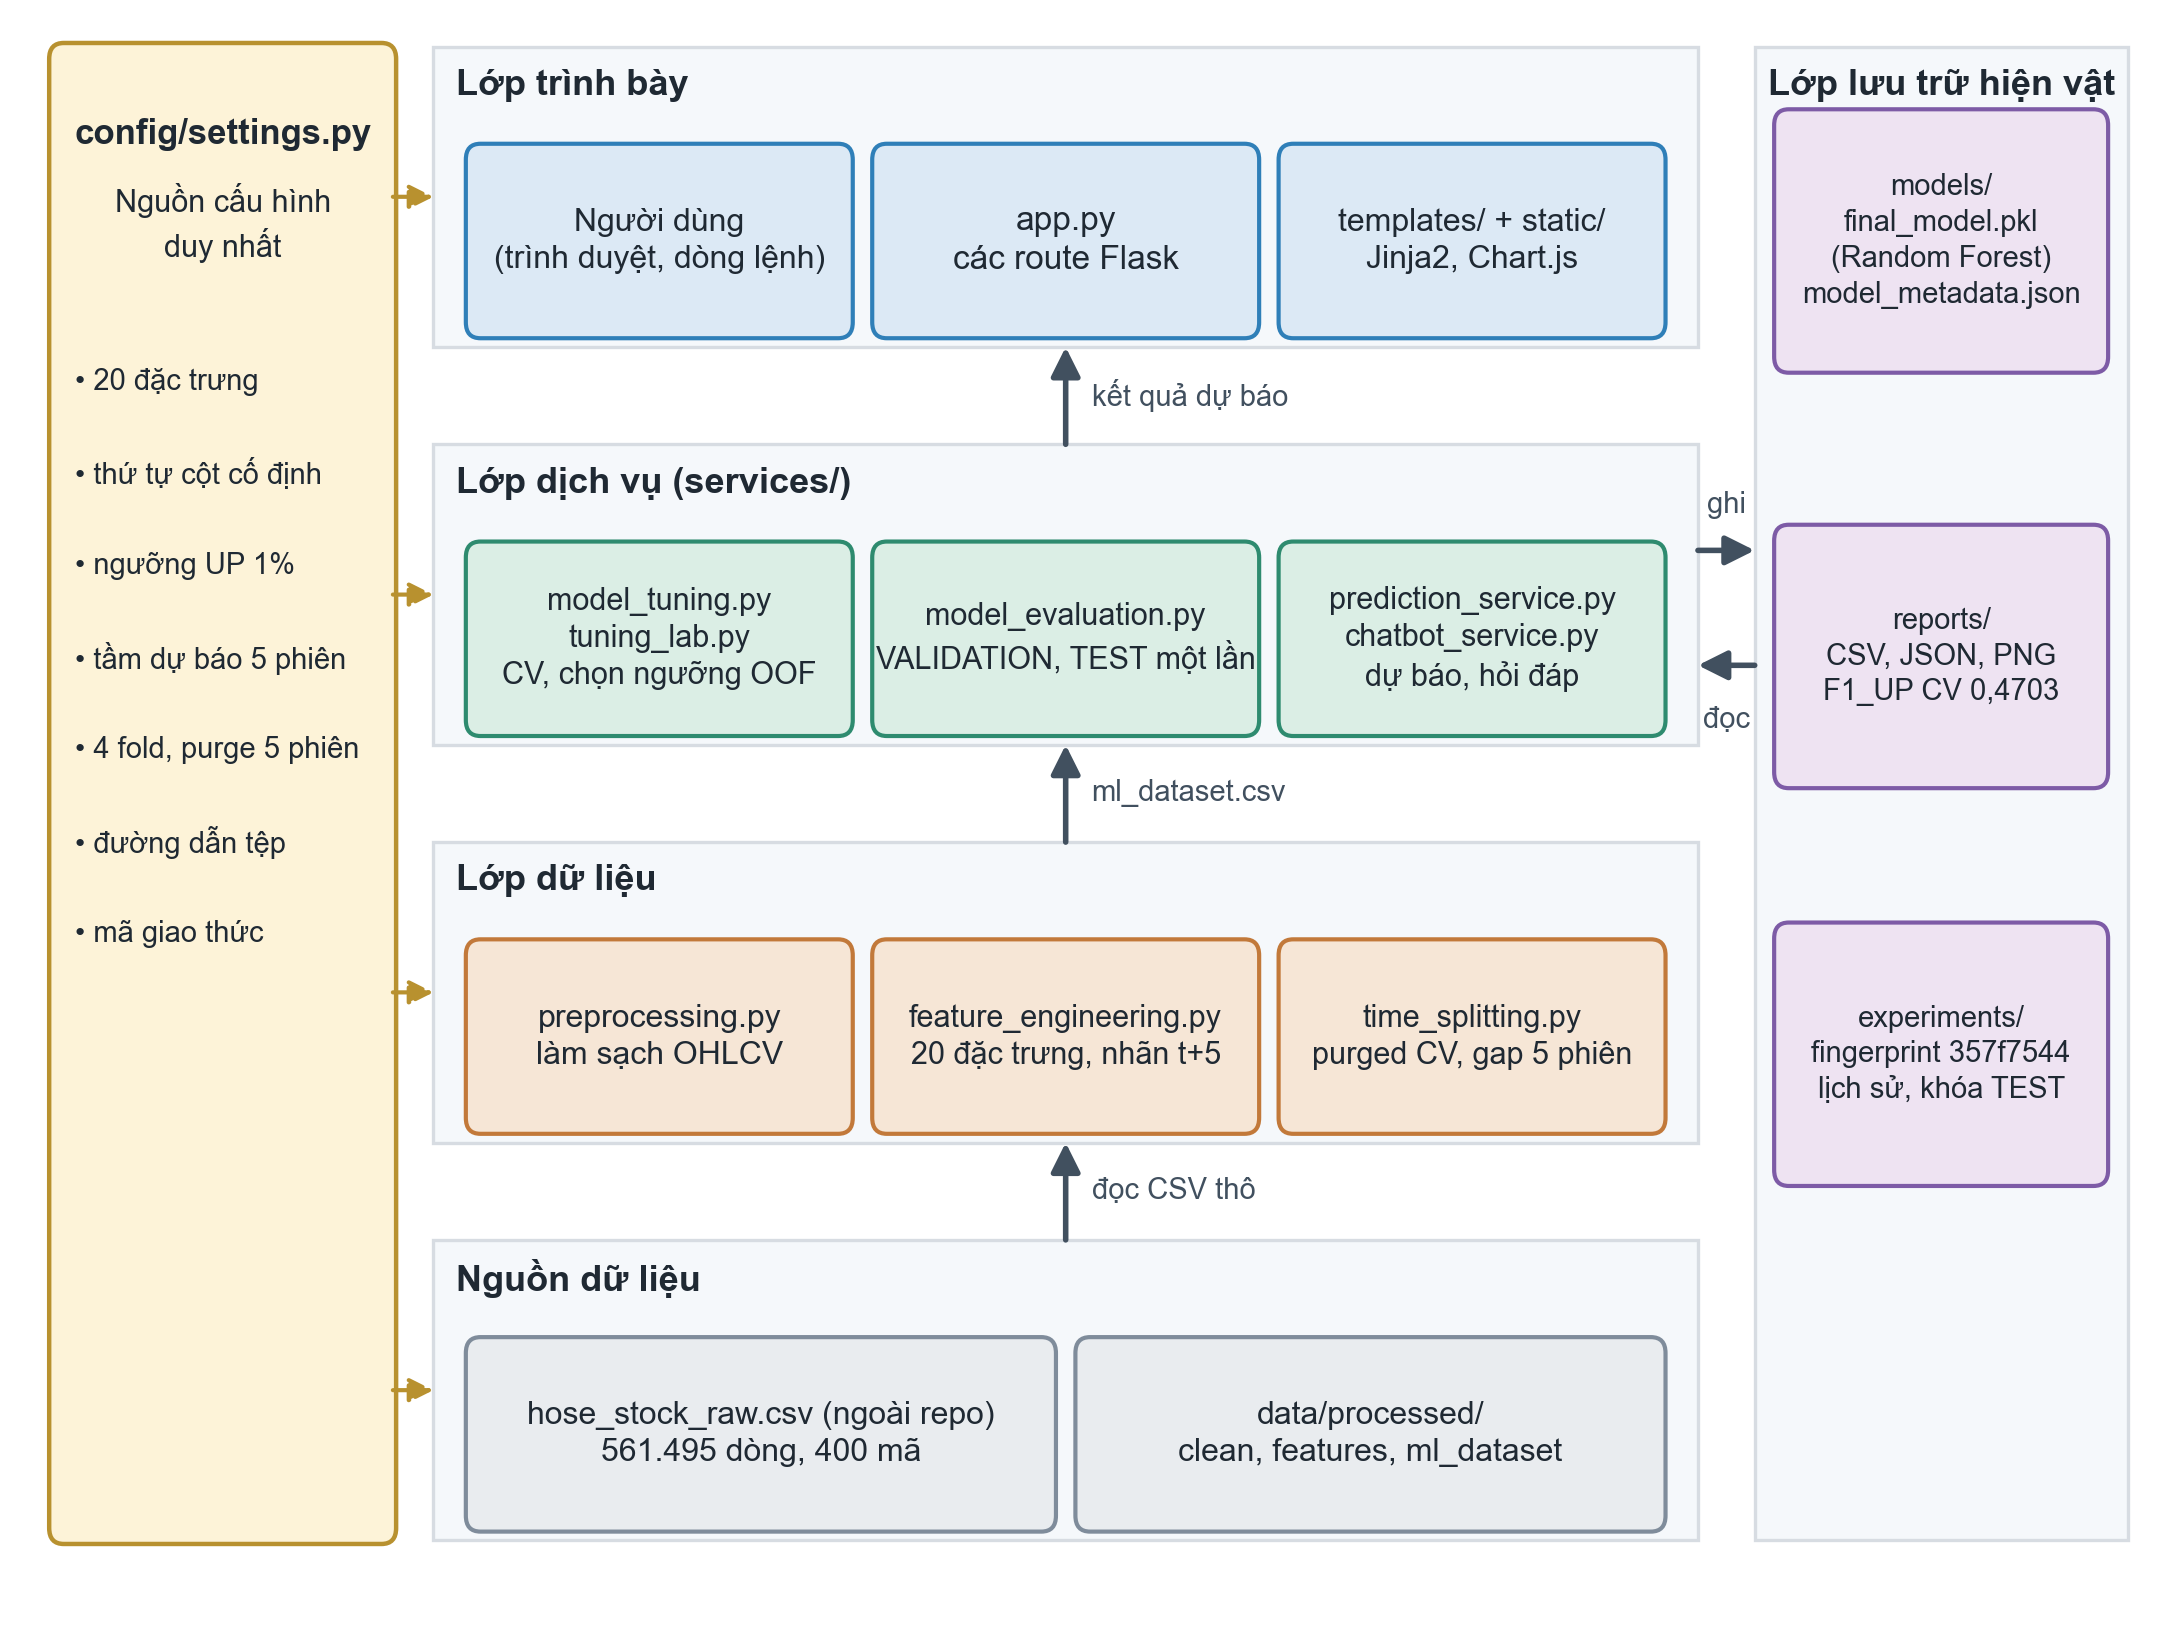 config/settings.py
Nguồn cấu hình
duy nhất
• 20 đặc trưng
• thứ tự cột cố định
• ngưỡng UP 1%
• tầm dự báo 5 phiên
• 4 fold, purge 5 phiên
• đường dẫn tệp
• mã giao thức
Lớp trình bày
Người dùng
(trình duyệt, dòng lệnh)
app.py
các route Flask
templates/ + static/
Jinja2, Chart.js
kết quả dự báo
Lớp dịch vụ (services/)
model_tuning.py
tuning_lab.py
CV, chọn ngưỡng OOF
model_evaluation.py
VALIDATION, TEST một lần
prediction_service.py
chatbot_service.py
dự báo, hỏi đáp
ml_dataset.csv
Lớp dữ liệu
preprocessing.py
làm sạch OHLCV
feature_engineering.py
20 đặc trưng, nhãn t+5
time_splitting.py
purged CV, gap 5 phiên
đọc CSV thô
Nguồn dữ liệu
hose_stock_raw.csv (ngoài repo)
561.495 dòng, 400 mã
data/processed/
clean, features, ml_dataset
ghi
đọc
Lớp lưu trữ hiện vật
models/
final_model.pkl
(Random Forest)
model_metadata.json
reports/
CSV, JSON, PNG
F1_UP CV 0,4703
experiments/
fingerprint 357f7544
lịch sử, khóa TEST